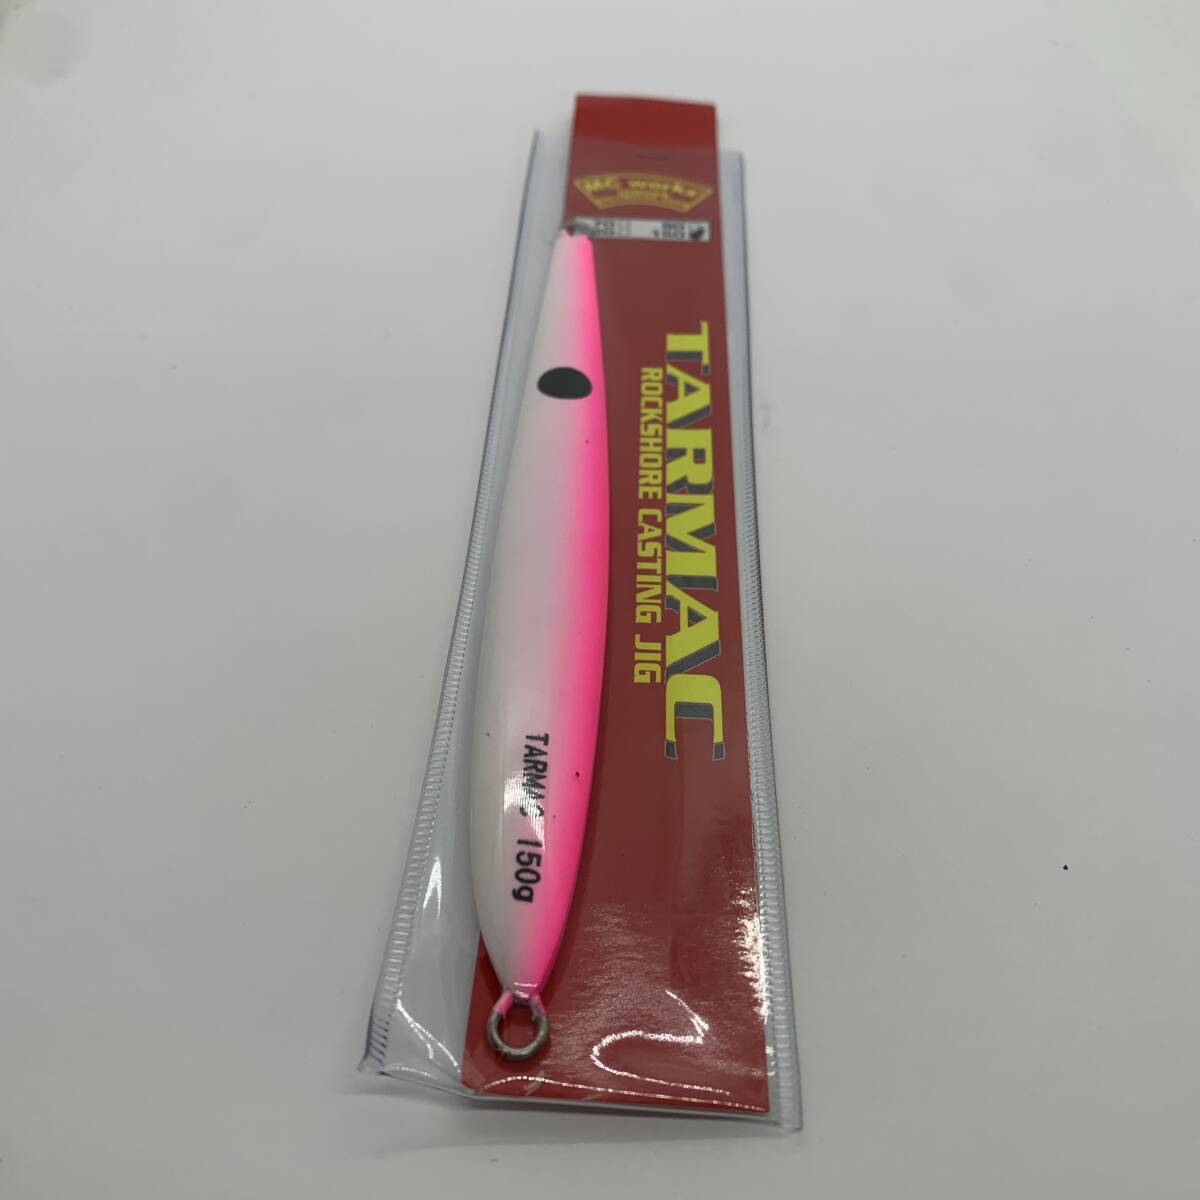 MC works
TARMAC
ROCKSHORE CASTING JIG
TARMAC 150g